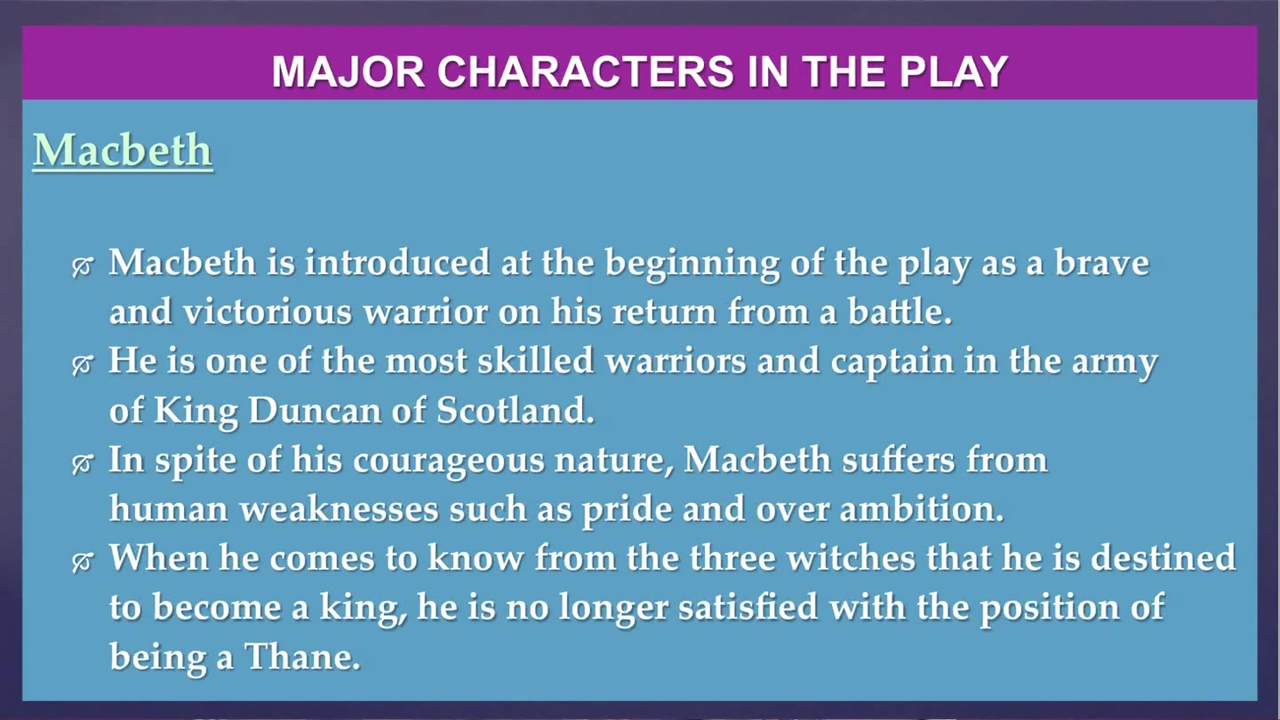 MAJOR CHARACTERS IN THE PLAY
Macbeth
Macbeth is introduced at the beginning of the play as a brave
and victorious warrior on his return from a battle.
He is one of the most skilled warriors and captain in the army
of King Duncan of Scotland.
In spite of his courageous nature, Macbeth suffers from
human weaknesses such as pride and over ambition.
When he comes to know from the three witches that he is destined
to become a king, he is no longer satisfied with the position of
being a Thane.